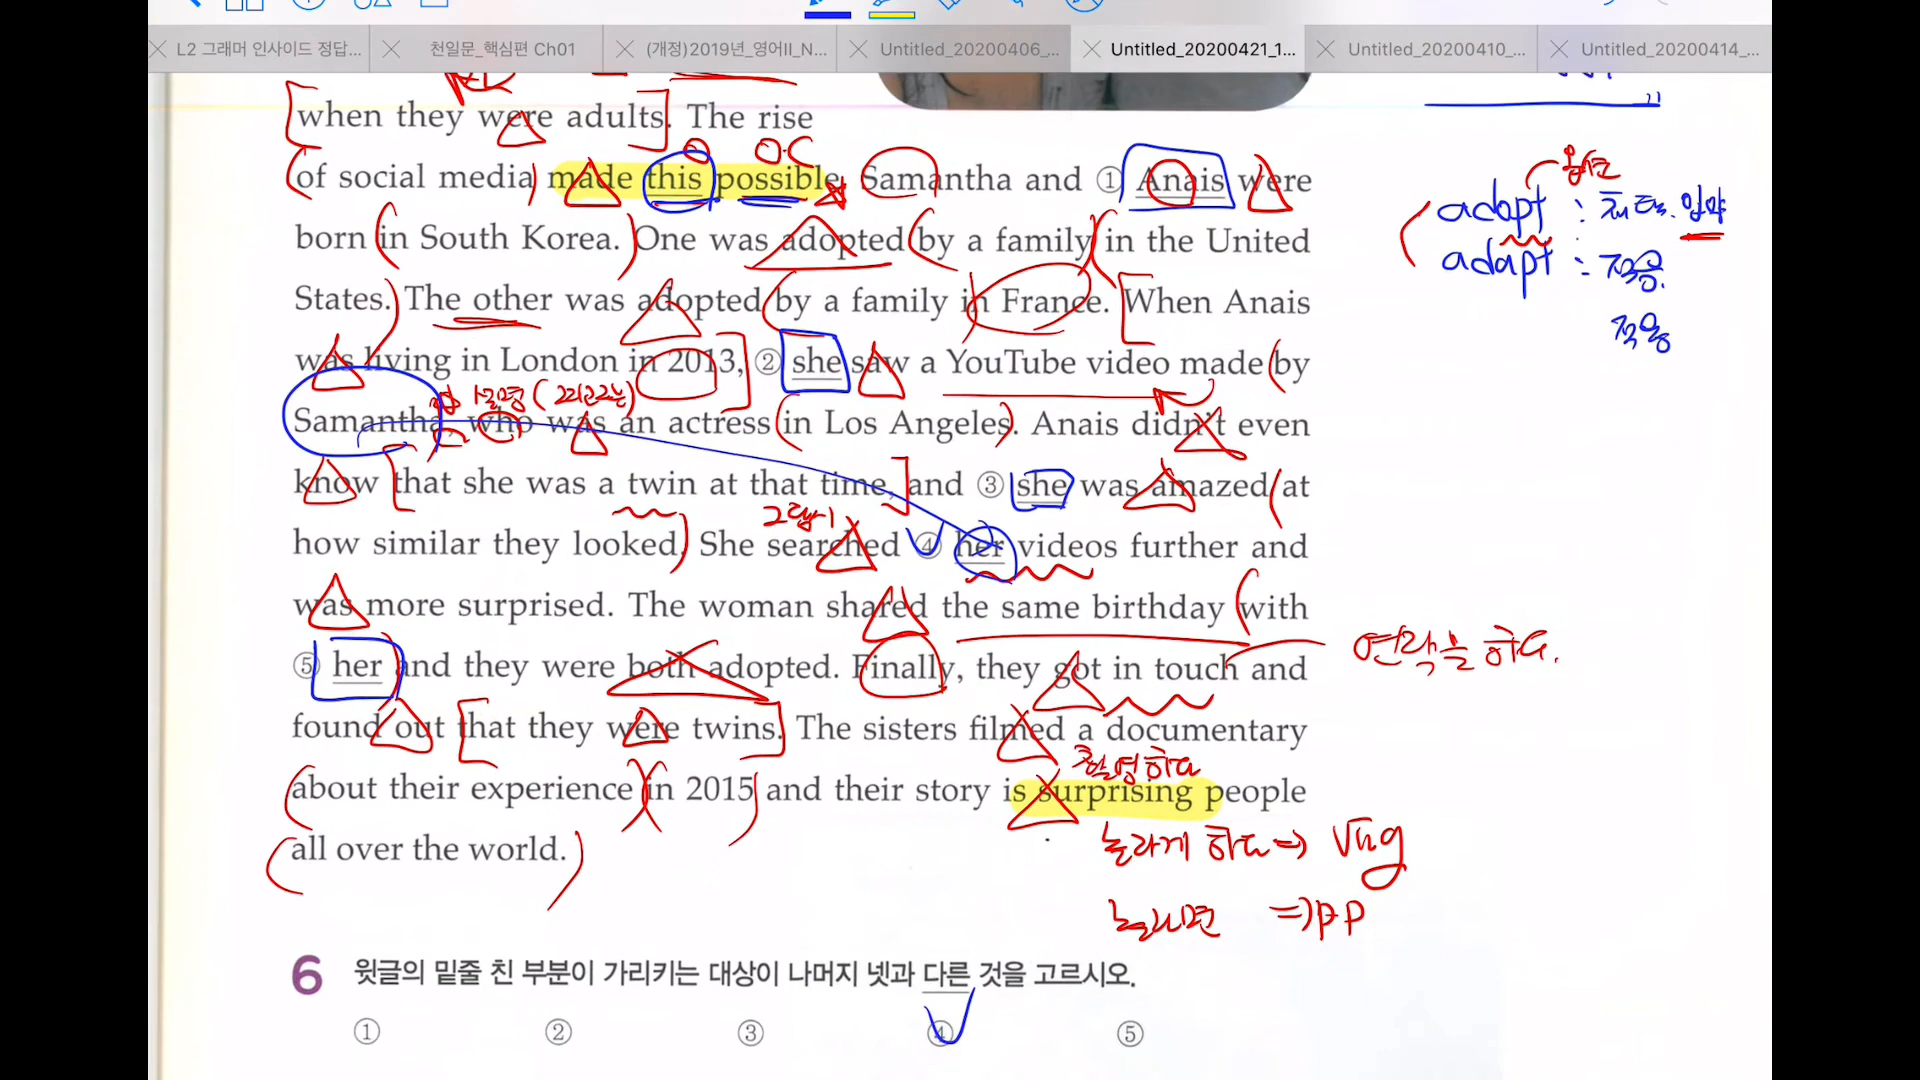 L2 그래머 인사이드 정답...
천일문_핵심편 Ch01
(개정)2019년_영어II_N...
Untitled_20200406_...
Untitled_20200421_1...
Untitled_20200410_...
Untitled_20200414_...
when they were adults. The rise
O O.C
of social media made this possible. Samantha and ① Anais were
adopt : 채택. 입양
born in South Korea. One was adopted by a family in the United
adapt : 적응.
States. The other was adopted by a family in France. When Anais
적응
was living in London in 2013, ② she saw a YouTube video made by
Samantha, who was an actress in Los Angeles. Anais didn't even
know that she was a twin at that time, and ③ she was amazed at
how similar they looked. She searched ④ her videos further and
was more surprised. The woman shared the same birthday with
연락을 하다.
⑤ her and they were both adopted. Finally, they got in touch and
found out that they were twins. The sisters filmed a documentary
촬영하다
about their experience in 2015 and their story is surprising people
all over the world.
놀라게 하다 => Ving
=> p.p
6 윗글의 밑줄 친 부분이 가리키는 대상이 나머지 넷과 다른 것을 고르시오.
① ② ③ ④ ⑤